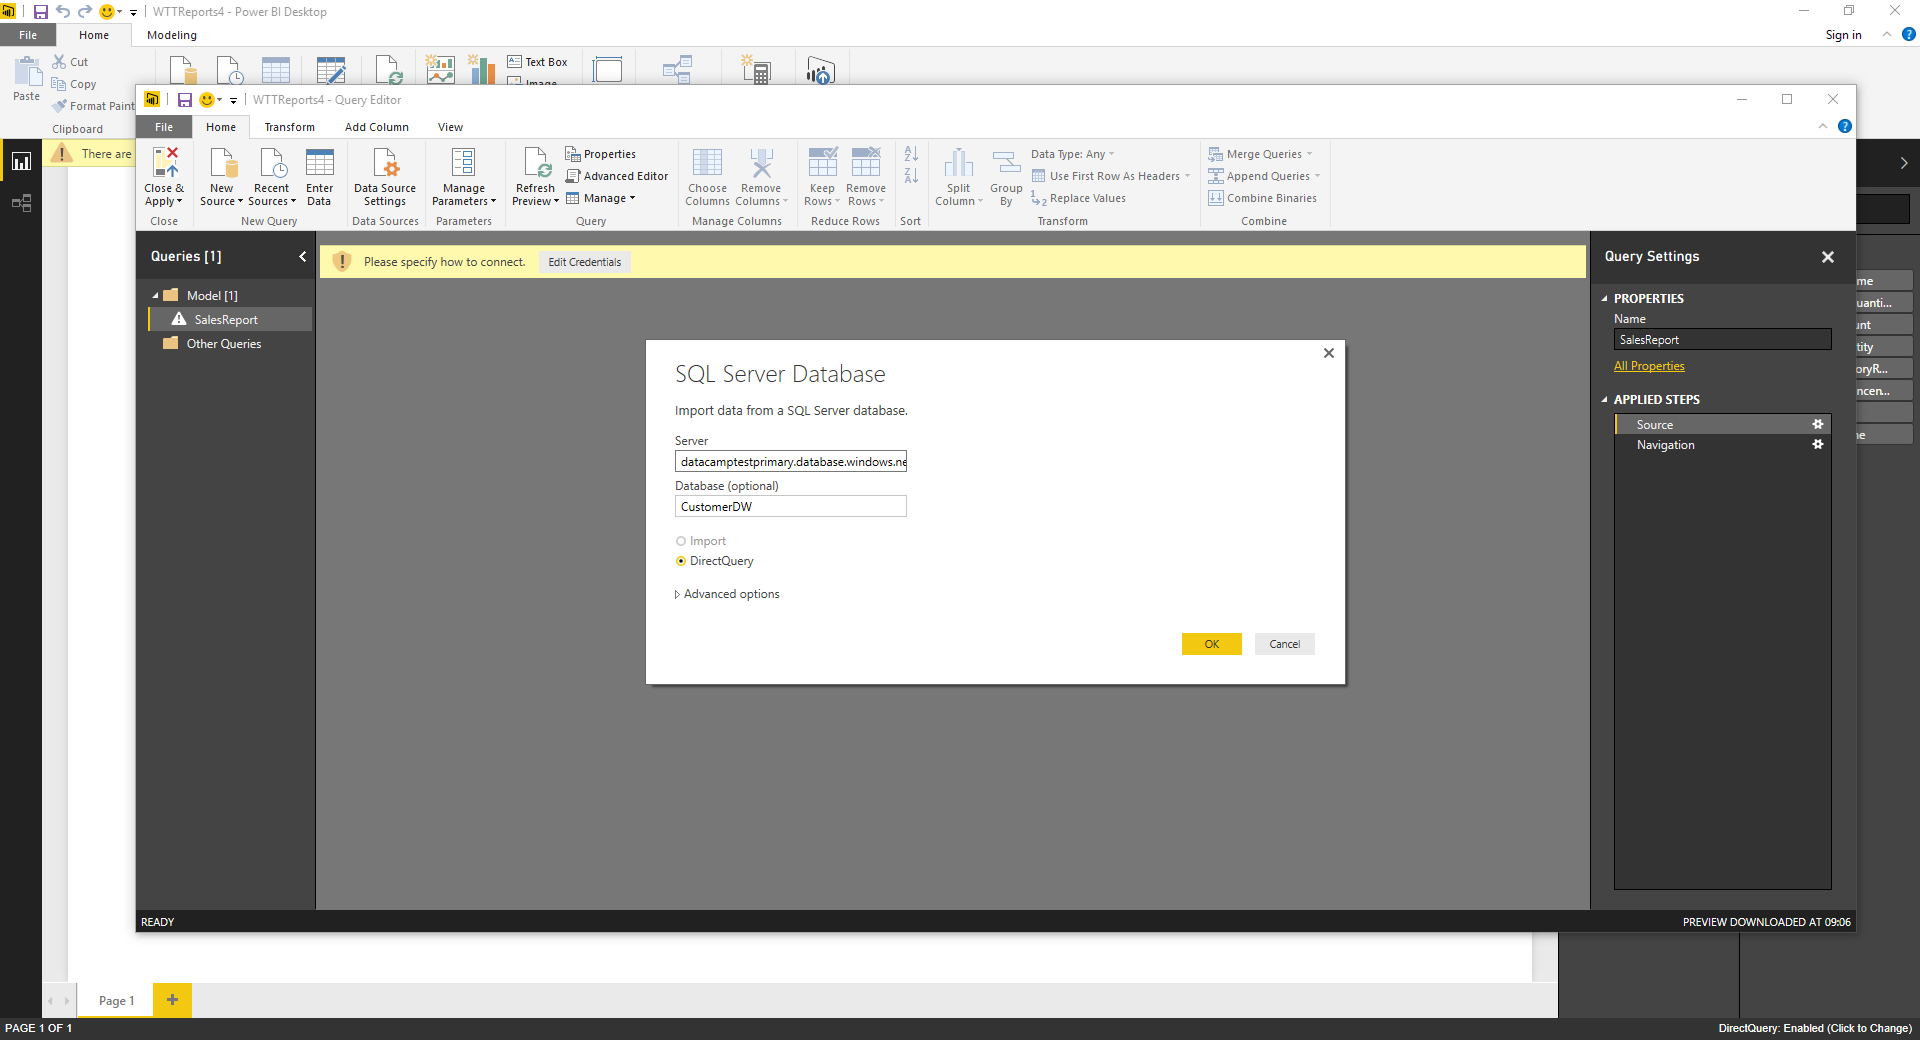 WTTReports4 - Power BI Desktop
File Home Modeling Sign in
Cut
Copy
Format Paint
Paste
Clipboard
Text Box
Image
There are
WTTReports4 - Query Editor
File Home Transform Add Column View
Close & Apply
Close
New Source
Recent Sources
Enter Data
New Query
Data Source Settings
Data Sources
Manage Parameters
Parameters
Refresh Preview
Properties
Advanced Editor
Manage
Query
Choose Columns
Remove Columns
Manage Columns
Keep Rows
Remove Rows
Reduce Rows
Sort
Split Column
Group By
Data Type: Any
Use First Row As Headers
Replace Values
Transform
Merge Queries
Append Queries
Combine Binaries
Combine
Queries [1]
Model [1]
SalesReport
Other Queries
Please specify how to connect. Edit Credentials
SQL Server Database
Import data from a SQL Server database.
Server
datacamptestprimary.database.windows.ne
Database (optional)
CustomerDW
Import
DirectQuery
Advanced options
OK Cancel
Query Settings
PROPERTIES
Name
SalesReport
All Properties
APPLIED STEPS
Source
Navigation
me
uanti...
unt
tity
oryR...
ncen...
ne
READY PREVIEW DOWNLOADED AT 09:06
Page 1
PAGE 1 OF 1 DirectQuery: Enabled (Click to Change)